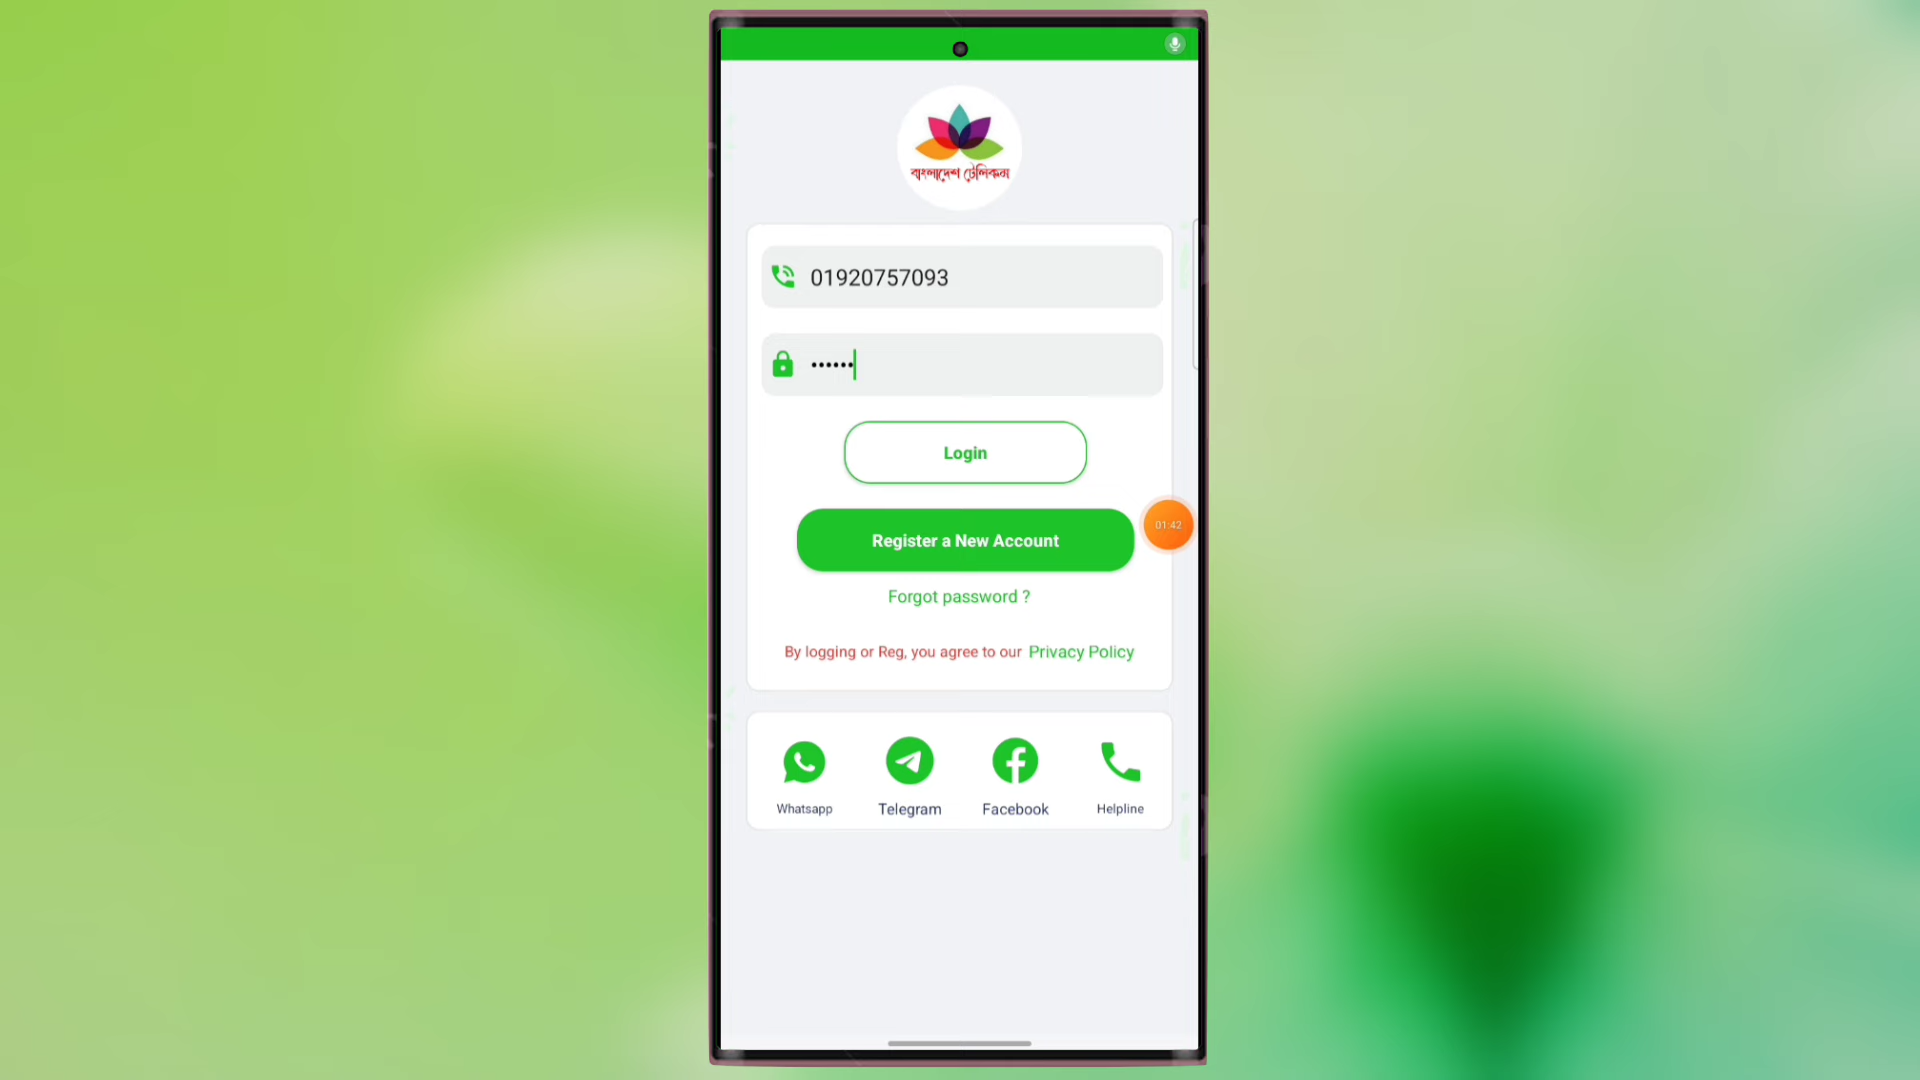 বাংলাদেশ টেলিকম
01920757093
••••••
Login
Register a New Account
01:42
Forgot password ?
By logging or Reg, you agree to our Privacy Policy
Whatsapp
Telegram
Facebook
Helpline